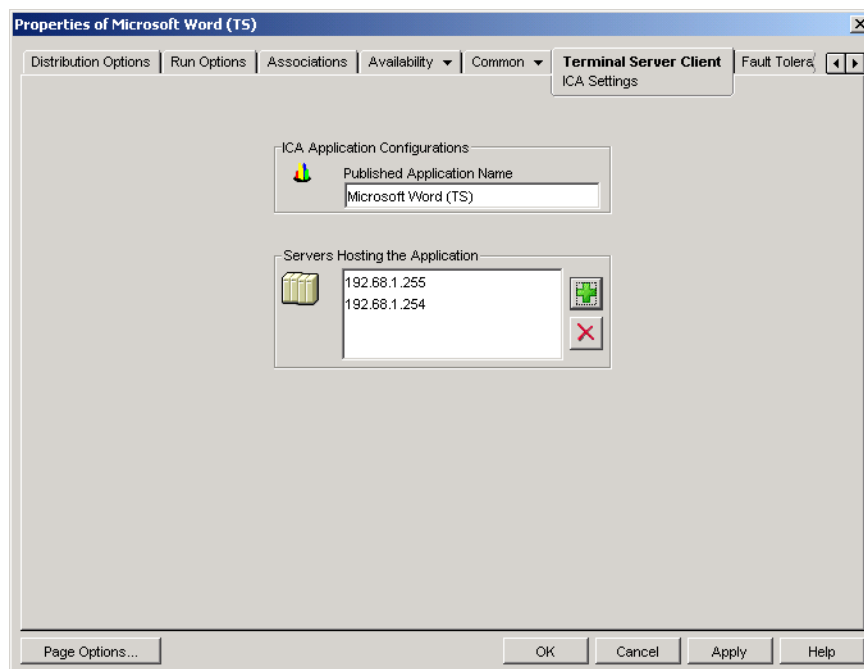 Properties of Microsoft Word (TS)
Distribution Options Run Options Associations Availability Common Terminal Server Client Fault Tolera
ICA Settings
ICA Application Configurations
Published Application Name
Microsoft Word (TS)
Servers Hosting the Application
192.68.1.255
192.68.1.254
Page Options... OK Cancel Apply Help